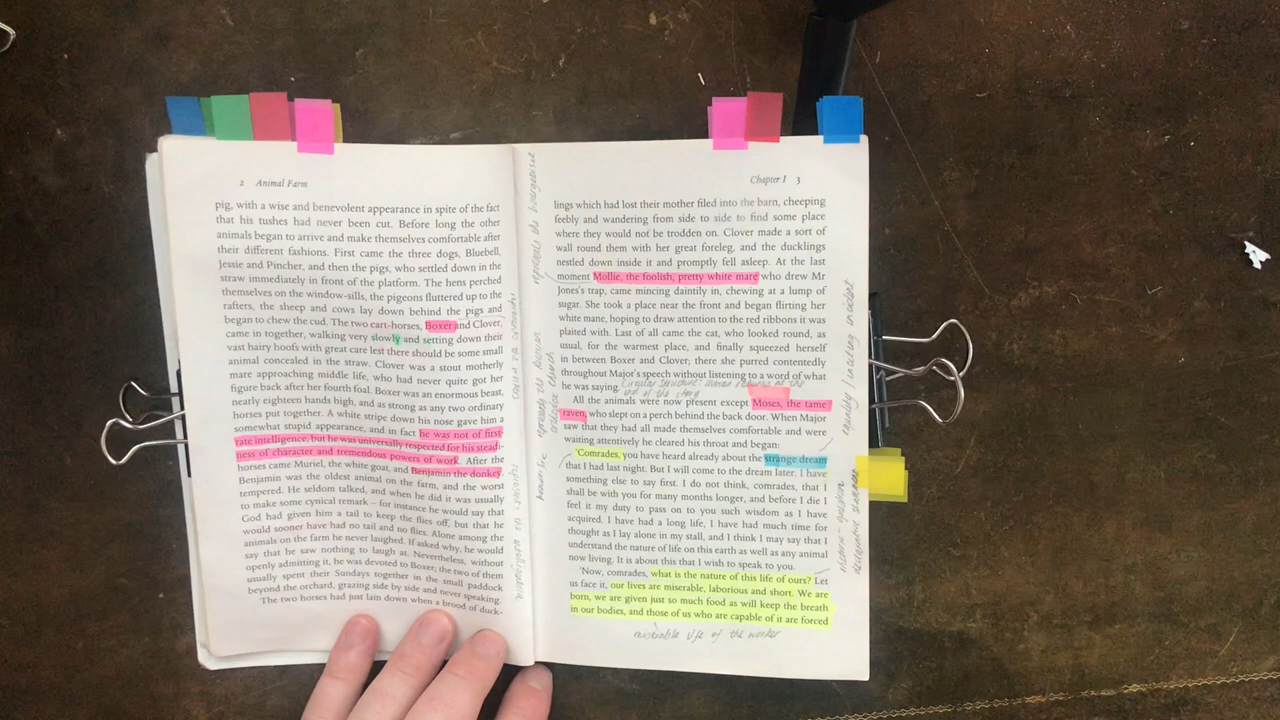 2 Animal Farm
pig, with a wise and benevolent appearance in spite of the fact
that his tushes had never been cut. Before long the other
animals began to arrive and make themselves comfortable after
their different fashions. First came the three dogs, Bluebell,
Jessie and Pincher, and then the pigs, who settled down in the
straw immediately in front of the platform. The hens perched
themselves on the window-sills, the pigeons fluttered up to the
rafters, the sheep and cows lay down behind the pigs and
began to chew the cud. The two cart-horses, Boxer and Clover,
came in together, walking very slowly and setting down their
vast hairy hoofs with great care lest there should be some small
animal concealed in the straw. Clover was a stout motherly
mare approaching middle life, who had never quite got her
figure back after her fourth foal. Boxer was an enormous beast,
nearly eighteen hands high, and as strong as any two ordinary
horses put together. A white stripe down his nose gave him a
somewhat stupid appearance, and in fact he was not of first-
rate intelligence, but he was universally respected for his steadi-
ness of character and tremendous powers of work. After the
horses came Muriel, the white goat, and Benjamin the donkey.
Benjamin was the oldest animal on the farm, and the worst
tempered. He seldom talked, and when he did it was usually
to make some cynical remark – for instance he would say that
God had given him a tail to keep the flies off, but that he
would sooner have had no tail and no flies. Alone among the
animals on the farm he never laughed. If asked why, he would
say that he saw nothing to laugh at. Nevertheless, without
openly admitting it, he was devoted to Boxer; the two of them
usually spent their Sundays together in the small paddock
beyond the orchard, grazing side by side and never speaking.
The two horses had just lain down when a brood of duck-
represents the bourgeoisie
represents the Russian
orthodox church
Chapter I 3
lings which had lost their mother filed into the barn, cheeping
feebly and wandering from side to side to find some place
where they would not be trodden on. Clover made a sort of
wall round them with her great foreleg, and the ducklings
nestled down inside it and promptly fell asleep. At the last
moment Mollie, the foolish, pretty white mare who drew Mr
Jones's trap, came mincing daintily in, chewing at a lump of
sugar. She took a place near the front and began flirting her
white mane, hoping to draw attention to the red ribbons it was
plaited with. Last of all came the cat, who looked round, as
usual, for the warmest place, and finally squeezed herself
in between Boxer and Clover; there she purred contentedly
throughout Major's speech without listening to a word of what
he was saying.
Circular structure: raven returns at the
end of the story
All the animals were now present except Moses, the tame
raven, who slept on a perch behind the back door. When Major
saw that they had all made themselves comfortable and were
waiting attentively he cleared his throat and began:
'Comrades, you have heard already about the strange dream
that I had last night. But I will come to the dream later. I have
something else to say first. I do not think, comrades, that I
shall be with you for many months longer, and before I die I
feel it my duty to pass on to you such wisdom as I have
acquired. I have had a long life, I have had much time for
thought as I lay alone in my stall, and I think I may say that I
understand the nature of life on this earth as well as any animal
now living. It is about this that I wish to speak to you.
'Now, comrades, what is the nature of this life of ours? Let
us face it, our lives are miserable, laborious and short. We are
born, we are given just so much food as will keep the breath
in our bodies, and those of us who are capable of it are forced
miserable life of the worker
inciting incident
question
declarative